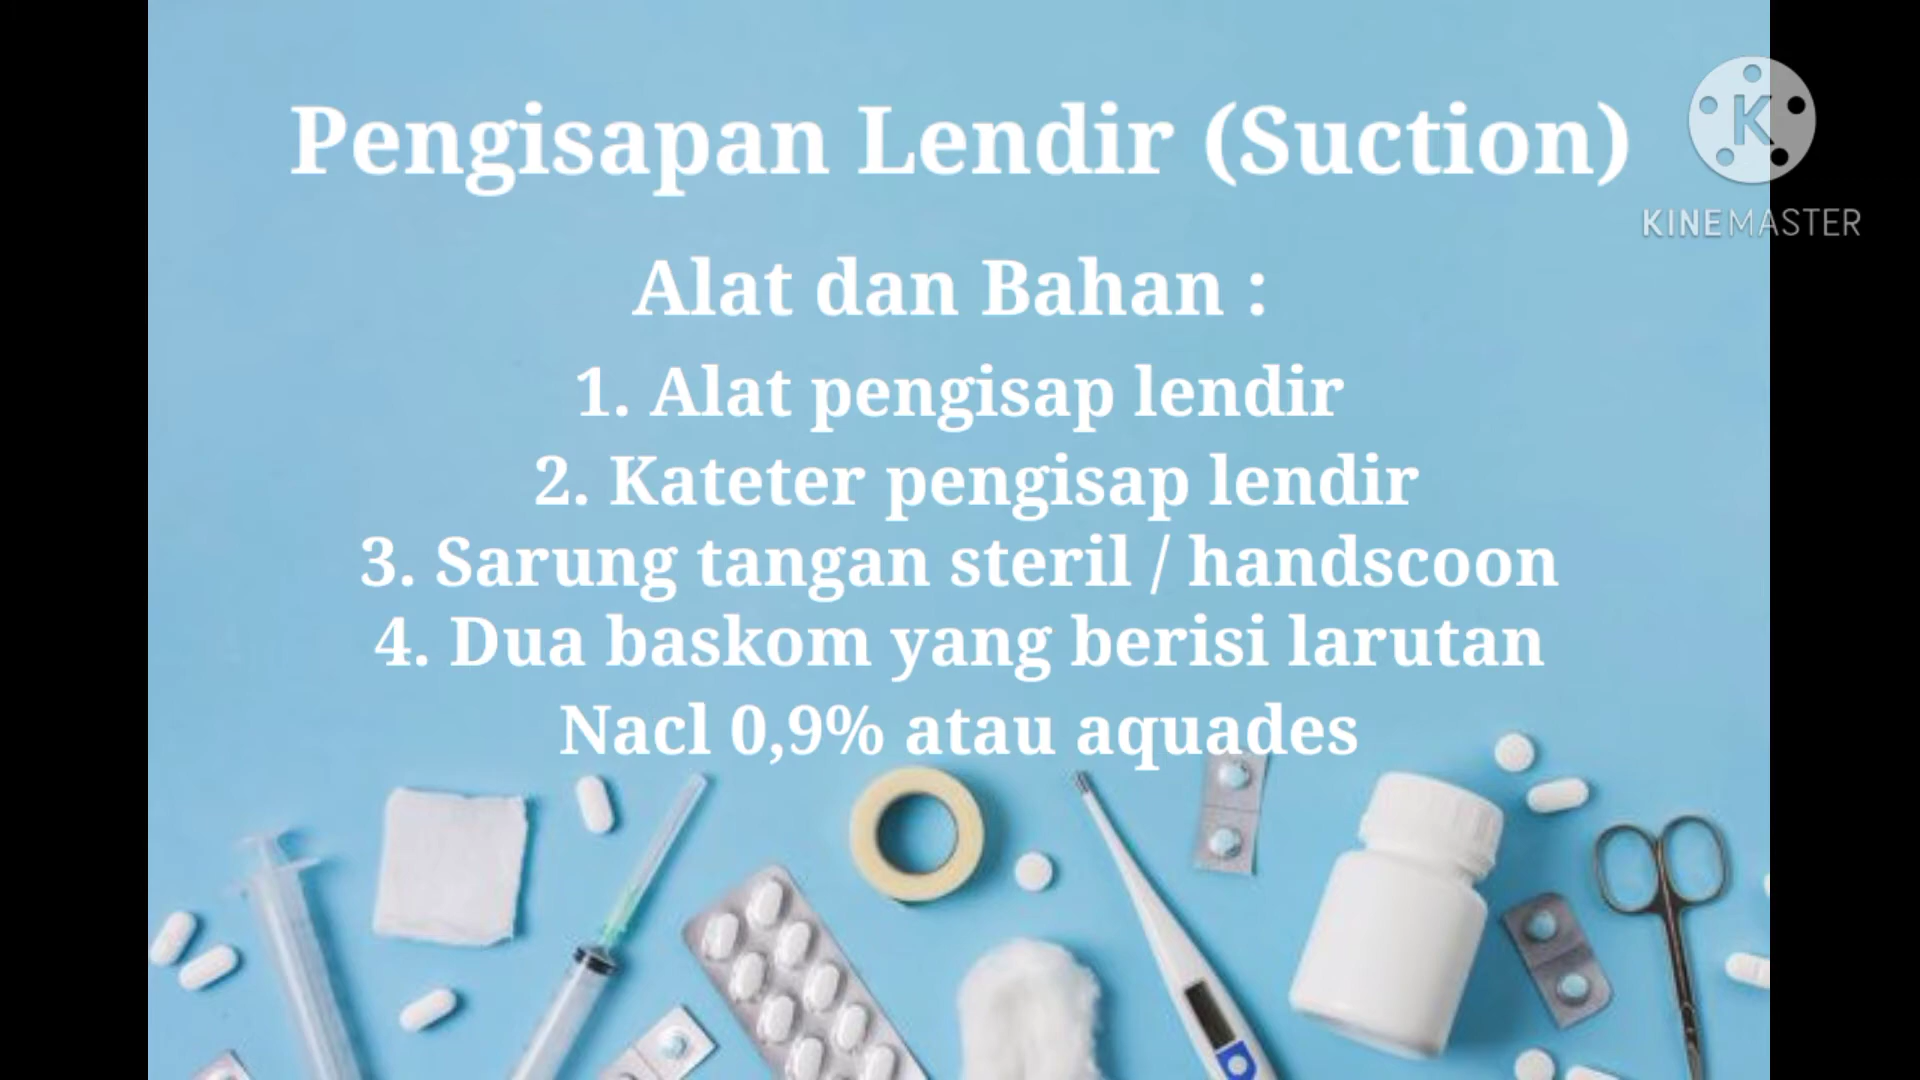 Pengisapan Lendir (Suction)
K
KINEMASTER
Alat dan Bahan :
1. Alat pengisap lendir
2. Kateter pengisap lendir
3. Sarung tangan steril / handscoon
4. Dua baskom yang berisi larutan
Nacl 0,9% atau aquades